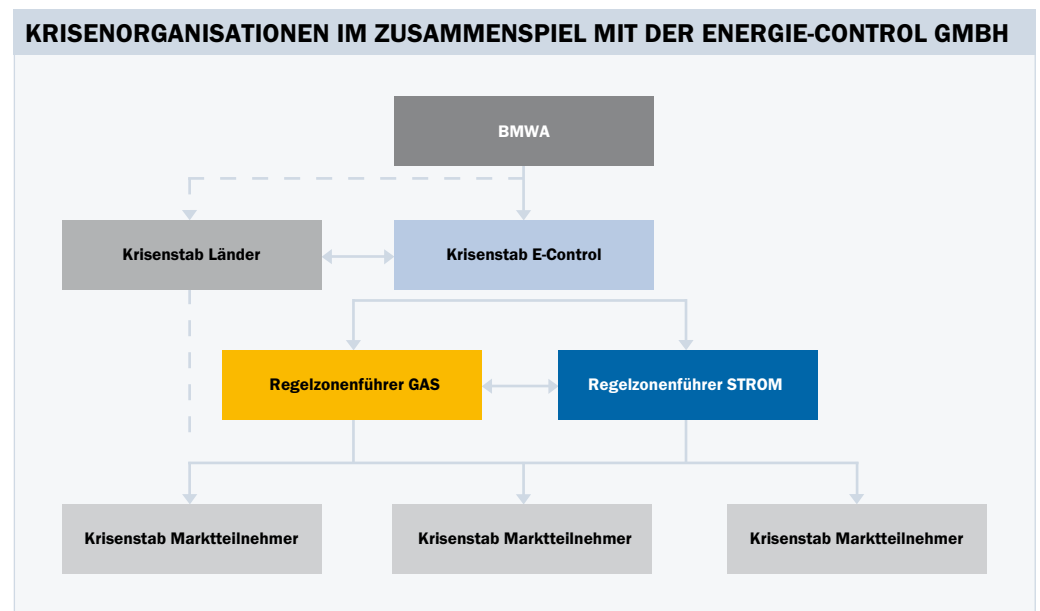 KRISENORGANISATIONEN IM ZUSAMMENSPIEL MIT DER ENERGIE-CONTROL GMBH
BMWA
Krisenstab Länder
Krisenstab E-Control
Regelzonenführer GAS
Regelzonenführer STROM
Krisenstab Marktteilnehmer
Krisenstab Marktteilnehmer
Krisenstab Marktteilnehmer